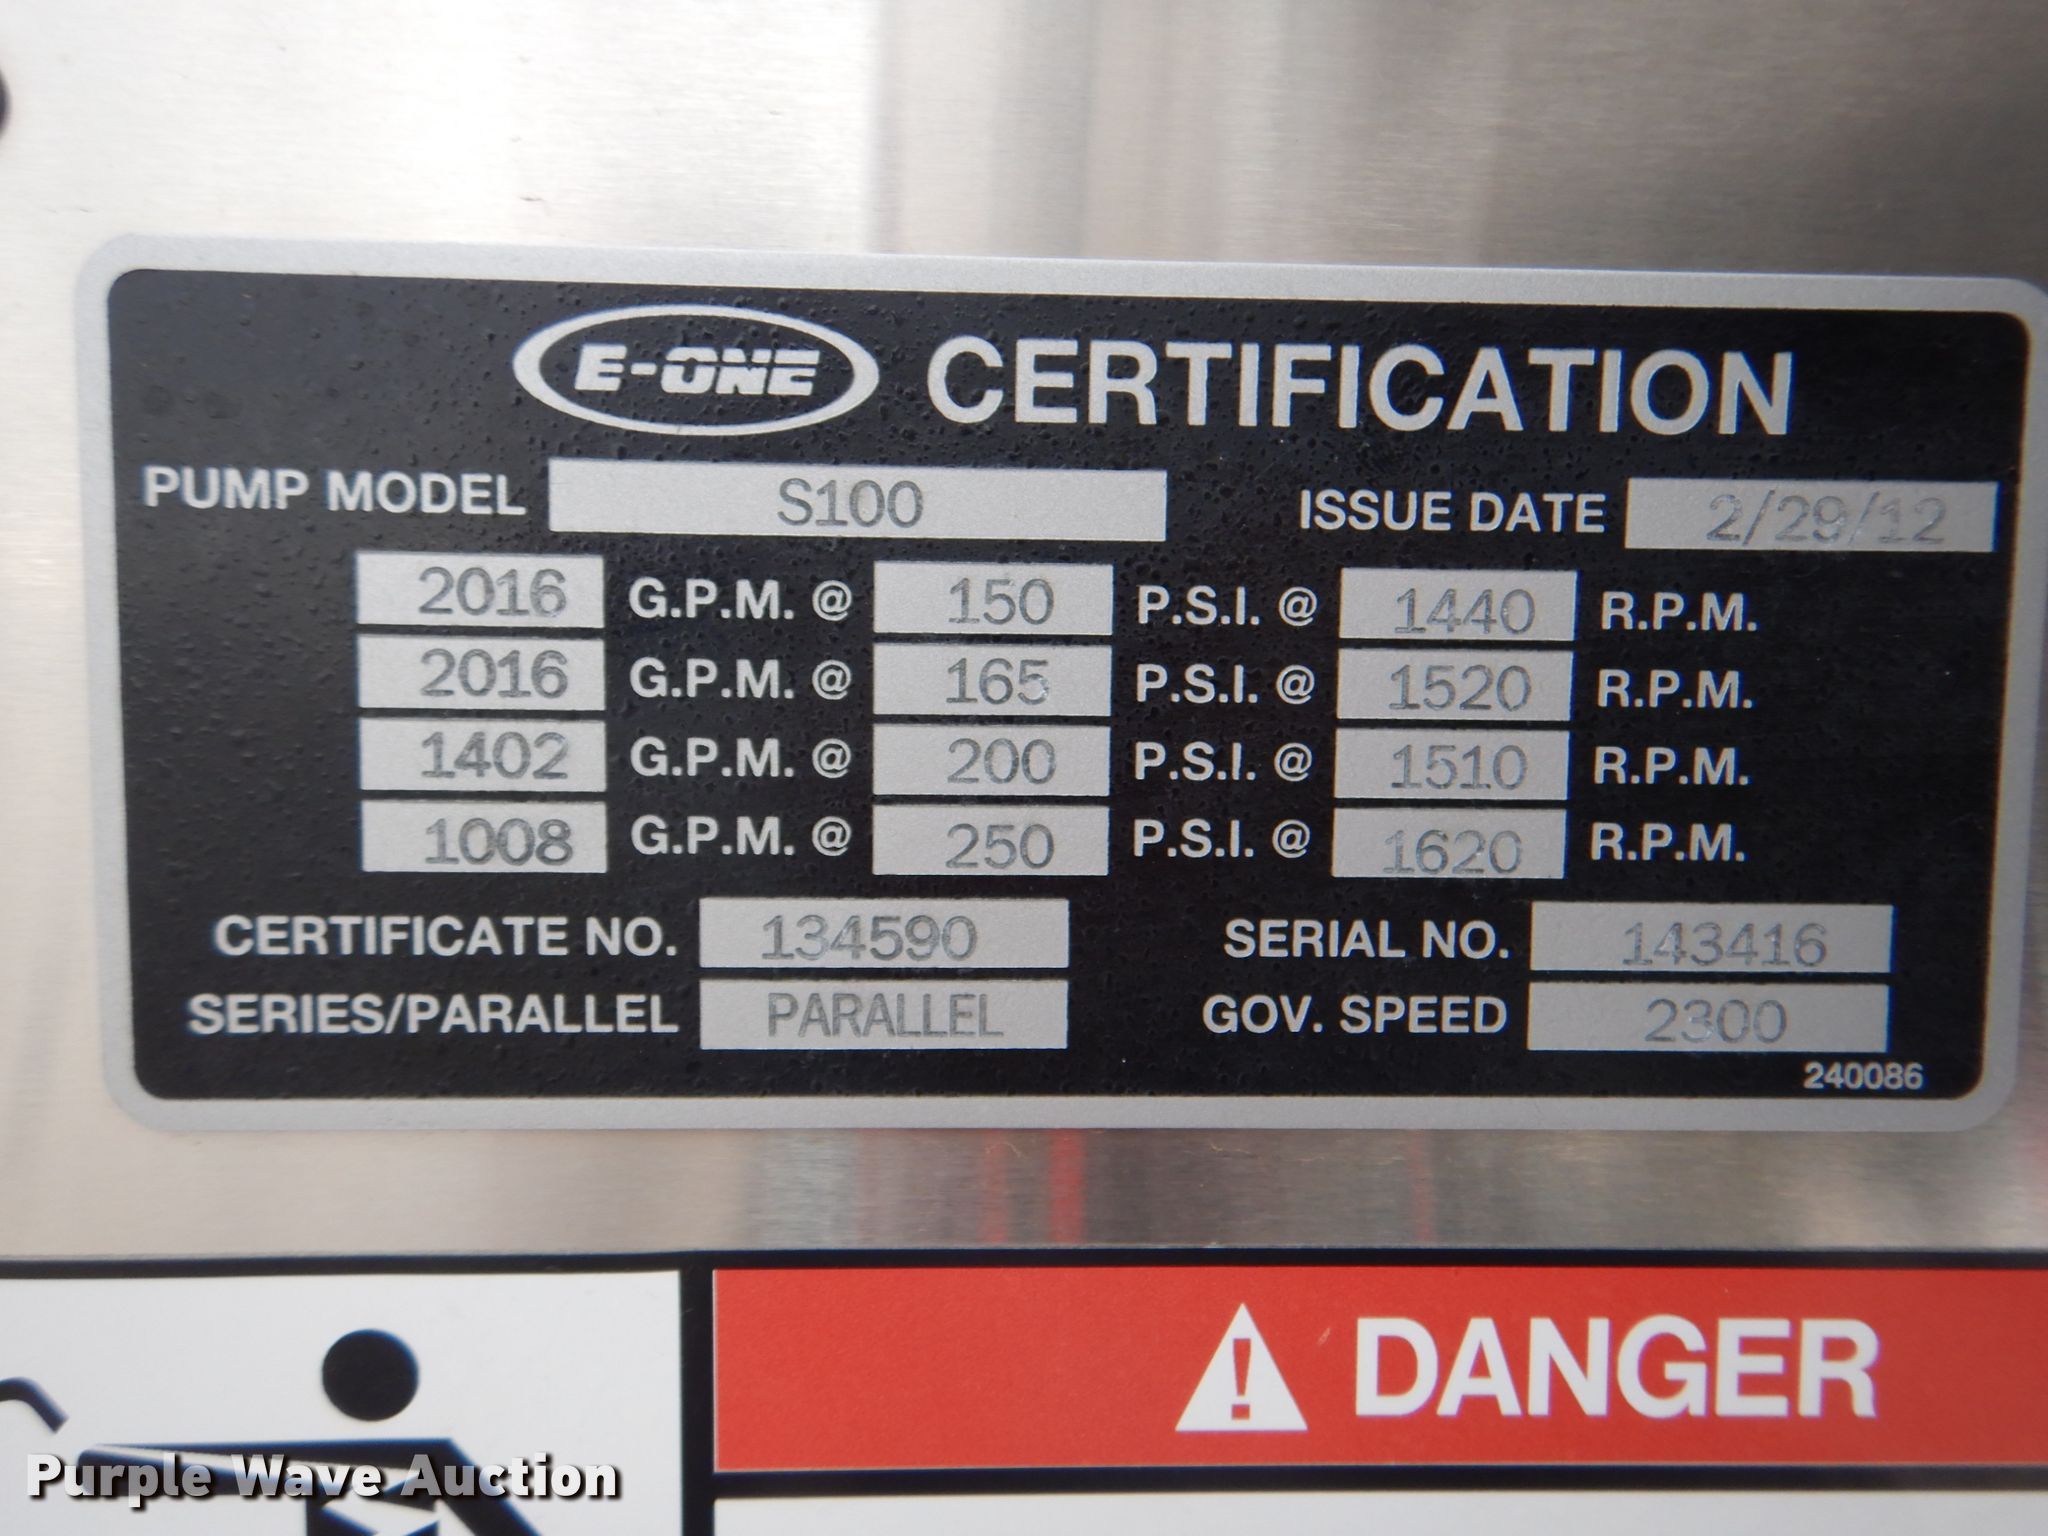 E-ONE CERTIFICATION
PUMP MODEL S100 ISSUE DATE 2/29/12
2016 G.P.M. @ 150 P.S.I. @ 1440 R.P.M.
2016 G.P.M. @ 165 P.S.I. @ 1520 R.P.M.
1402 G.P.M. @ 200 P.S.I. @ 1510 R.P.M.
1008 G.P.M. @ 250 P.S.I. @ 1620 R.P.M.
CERTIFICATE NO. 134590 SERIAL NO. 143416
SERIES/PARALLEL PARALLEL GOV. SPEED 2300
240086
! DANGER
Purple Wave Auction